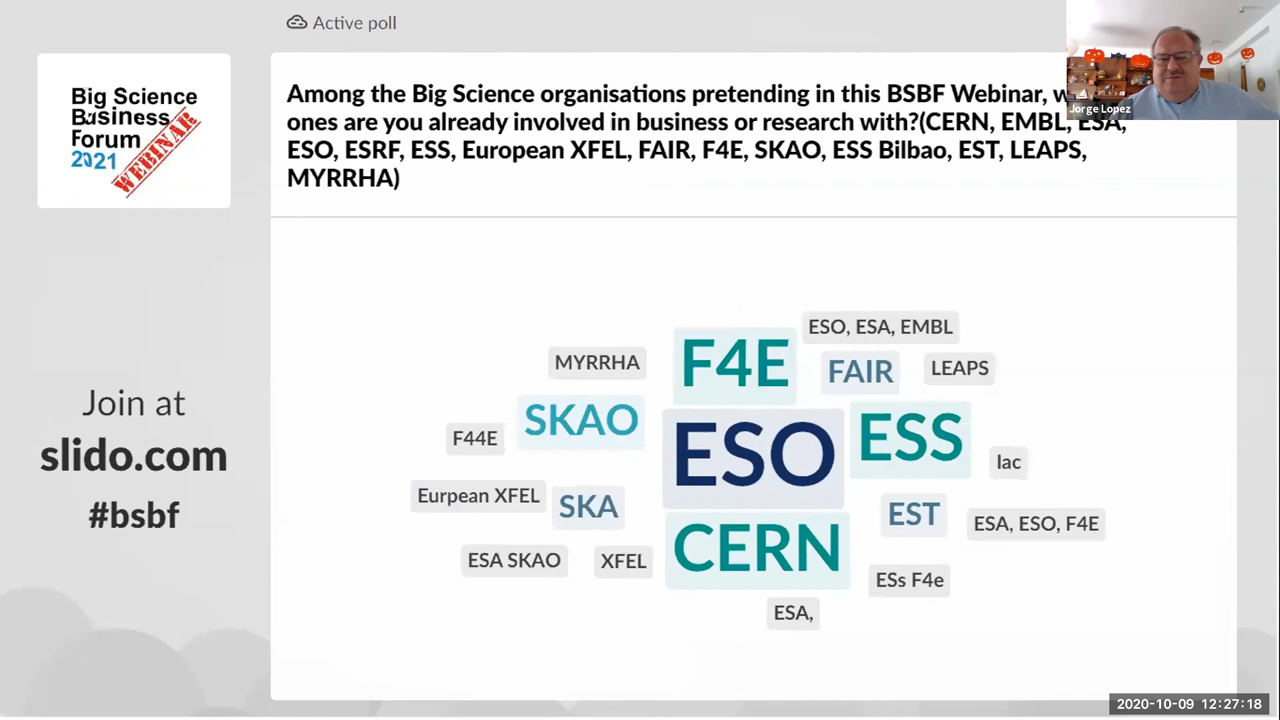 Active poll
Big Science
Business
Forum
2021
WEBINAR
Among the Big Science organisations pretending in this BSBF Webinar, w
ones are you already involved in business or research with?(CERN, EMBL, ESA,
ESO, ESRF, ESS, European XFEL, FAIR, F4E, SKAO, ESS Bilbao, EST, LEAPS,
MYRRHA)
Jorge Lopez
Join at
slido.com
#bsbf
ESO, ESA, EMBL
MYRRHA
F4E
FAIR
LEAPS
SKAO
F44E
ESO
ESS
Iac
Eurpean XFEL
SKA
EST
ESA, ESO, F4E
ESA SKAO
XFEL
CERN
ESs F4e
ESA,
2020-10-09 12:27:18